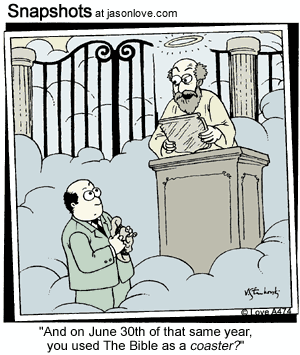 Snapshots at jasonlove.com
© Love A474
"And on June 30th of that same year,
you used The Bible as a coaster?"